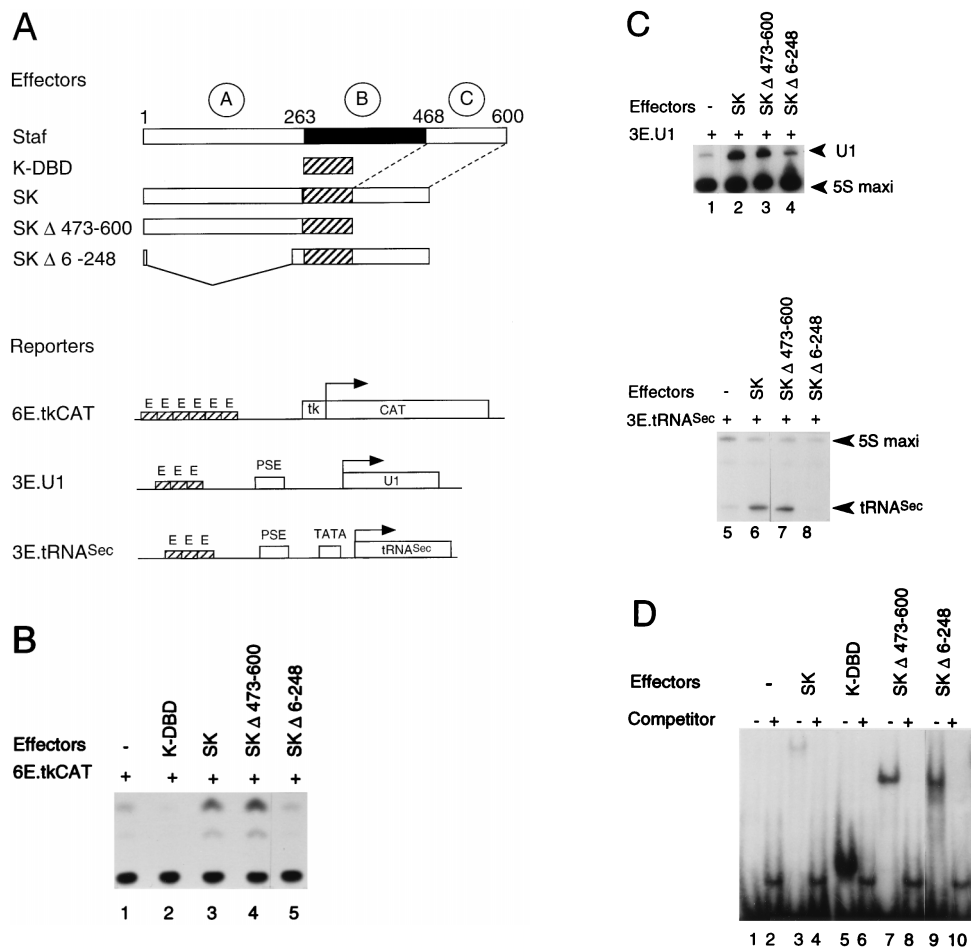 A
Effectors
A B C
1 263 468 600
Staf
K-DBD
SK
SK Δ 473-600
SK Δ 6 -248
Reporters
E E E E E E
6E.tkCAT tk CAT
E E E PSE
3E.U1 U1
E E E PSE TATA
3E.tRNASec tRNASec
B
Effectors - K-DBD SK SK Δ 473-600 SK Δ 6-248
6E.tkCAT + + + + +
1 2 3 4 5
C
Effectors - SK SK Δ 473-600 SK Δ 6-248
3E.U1 + + + +
U1
5S maxi
1 2 3 4
Effectors - SK SK Δ 473-600 SK Δ 6-248
3E.tRNASec + + + +
5S maxi
tRNASec
5 6 7 8
D
Effectors - SK K-DBD SK Δ 473-600 SK Δ 6-248
Competitor - + - + - + - + - +
1 2 3 4 5 6 7 8 9 10